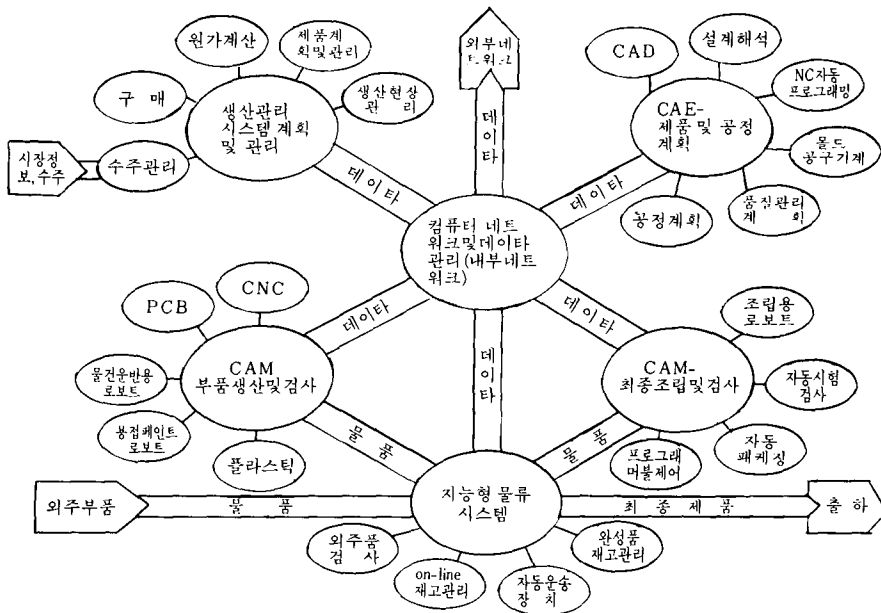 원가계산
제품계
획및관리
구 매
생산현상
관 리
생산관리
시스템 계획
및 관리
수주관리
시장정
보,수주
데이타
외부네
트워크
데이타
CAD
설계해석
NC자동
프로그래밍
CAE-
제품 및 공정
계획
몰드
공구기계
품질관리
계 획
공정계획
데이타
컴퓨터 네트
워크및데이타
관리(내부네트
워크)
PCB
CNC
CAM
부품생산및검사
물건운반용
로보트
용접페인트
로보트
플라스틱
데이타
데이타
데이타
조립용
로보트
CAM-
최종조립및검사
자동시험
검사
자동
패케싱
프로그래
머블제어
물 품
물 품
외주부품
물 품
지능형 물류
시스템
최 종 제 품
출 하
외주품
검 사
on-line
재고관리
자동운송
장 치
완성품
재고관리